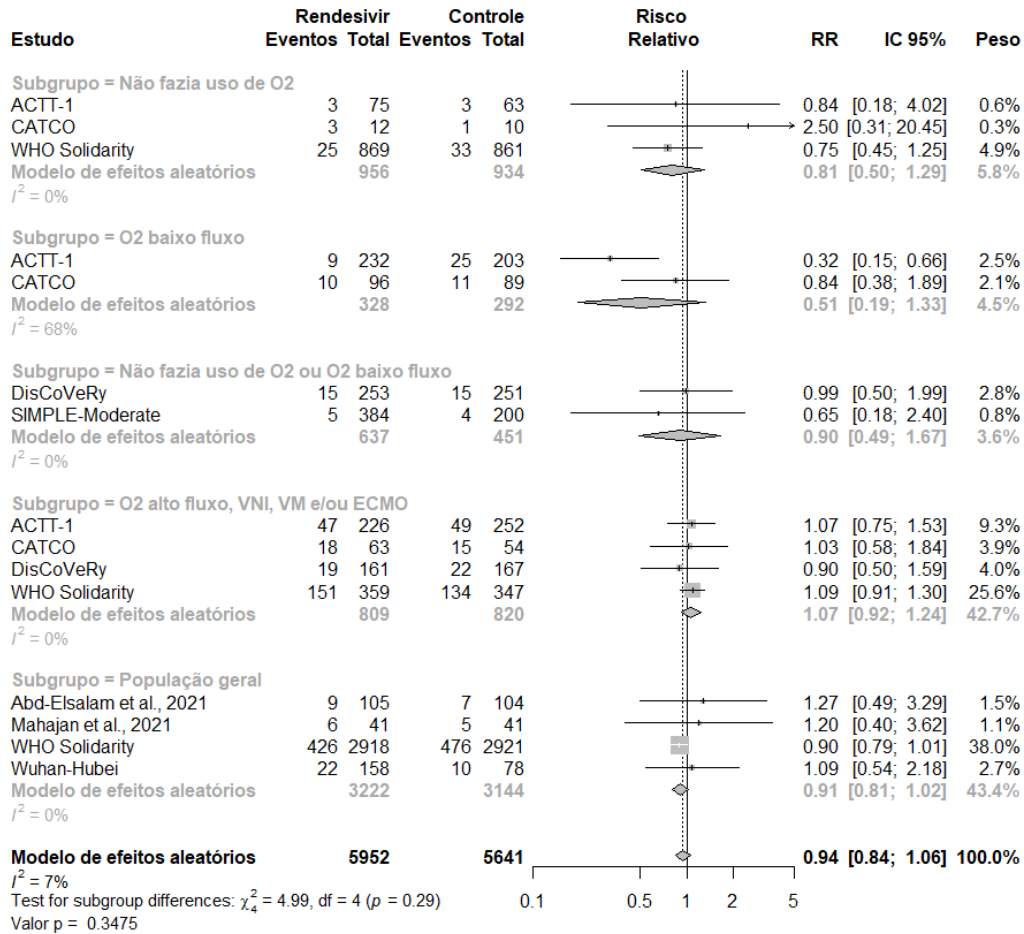 Rendesivir Controle Risco
Estudo Eventos Total Eventos Total Relativo RR IC 95% Peso
Subgrupo = Não fazia uso de O2
ACTT-1 3 75 3 63 0.84 [0.18; 4.02] 0.6%
CATCO 3 12 1 10 2.50 [0.31; 20.45] 0.3%
WHO Solidarity 25 869 33 861 0.75 [0.45; 1.25] 4.9%
Modelo de efeitos aleatórios 956 934 0.81 [0.50; 1.29] 5.8%
I² = 0%
Subgrupo = O2 baixo fluxo
ACTT-1 9 232 25 203 0.32 [0.15; 0.66] 2.5%
CATCO 10 96 11 89 0.84 [0.38; 1.89] 2.1%
Modelo de efeitos aleatórios 328 292 0.51 [0.19; 1.33] 4.5%
I² = 68%
Subgrupo = Não fazia uso de O2 ou O2 baixo fluxo
DisCoVeRy 15 253 15 251 0.99 [0.50; 1.99] 2.8%
SIMPLE-Moderate 5 384 4 200 0.65 [0.18; 2.40] 0.8%
Modelo de efeitos aleatórios 637 451 0.90 [0.49; 1.67] 3.6%
I² = 0%
Subgrupo = O2 alto fluxo, VNI, VM e/ou ECMO
ACTT-1 47 226 49 252 1.07 [0.75; 1.53] 9.3%
CATCO 18 63 15 54 1.03 [0.58; 1.84] 3.9%
DisCoVeRy 19 161 22 167 0.90 [0.50; 1.59] 4.0%
WHO Solidarity 151 359 134 347 1.09 [0.91; 1.30] 25.6%
Modelo de efeitos aleatórios 809 820 1.07 [0.92; 1.24] 42.7%
I² = 0%
Subgrupo = População geral
Abd-Elsalam et al., 2021 9 105 7 104 1.27 [0.49; 3.29] 1.5%
Mahajan et al., 2021 6 41 5 41 1.20 [0.40; 3.62] 1.1%
WHO Solidarity 426 2918 476 2921 0.90 [0.79; 1.01] 38.0%
Wuhan-Hubei 22 158 10 78 1.09 [0.54; 2.18] 2.7%
Modelo de efeitos aleatórios 3222 3144 0.91 [0.81; 1.02] 43.4%
I² = 0%
Modelo de efeitos aleatórios 5952 5641 0.94 [0.84; 1.06] 100.0%
I² = 7%
Test for subgroup differences: χ²₄ = 4.99, df = 4 (p = 0.29) 0.1 0.5 1 2 5
Valor p = 0.3475